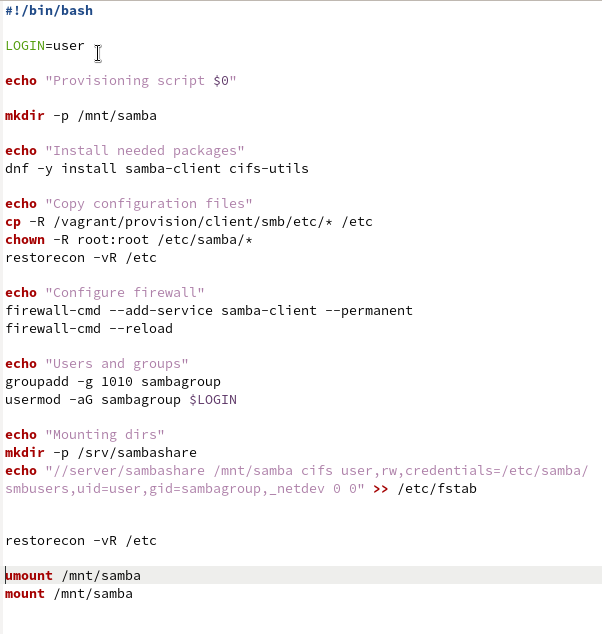 #!/bin/bash
LOGIN=user
echo "Provisioning script $0"
mkdir -p /mnt/samba
echo "Install needed packages"
dnf -y install samba-client cifs-utils
echo "Copy configuration files"
cp -R /vagrant/provision/client/smb/etc/* /etc
chown -R root:root /etc/samba/*
restorecon -vR /etc
echo "Configure firewall"
firewall-cmd --add-service samba-client --permanent
firewall-cmd --reload
echo "Users and groups"
groupadd -g 1010 sambagroup
usermod -aG sambagroup $LOGIN
echo "Mounting dirs"
mkdir -p /srv/sambashare
echo "//server/sambashare /mnt/samba cifs user,rw,credentials=/etc/samba/
smbusers,uid=user,gid=sambagroup,_netdev 0 0" >> /etc/fstab
restorecon -vR /etc
umount /mnt/samba
mount /mnt/samba